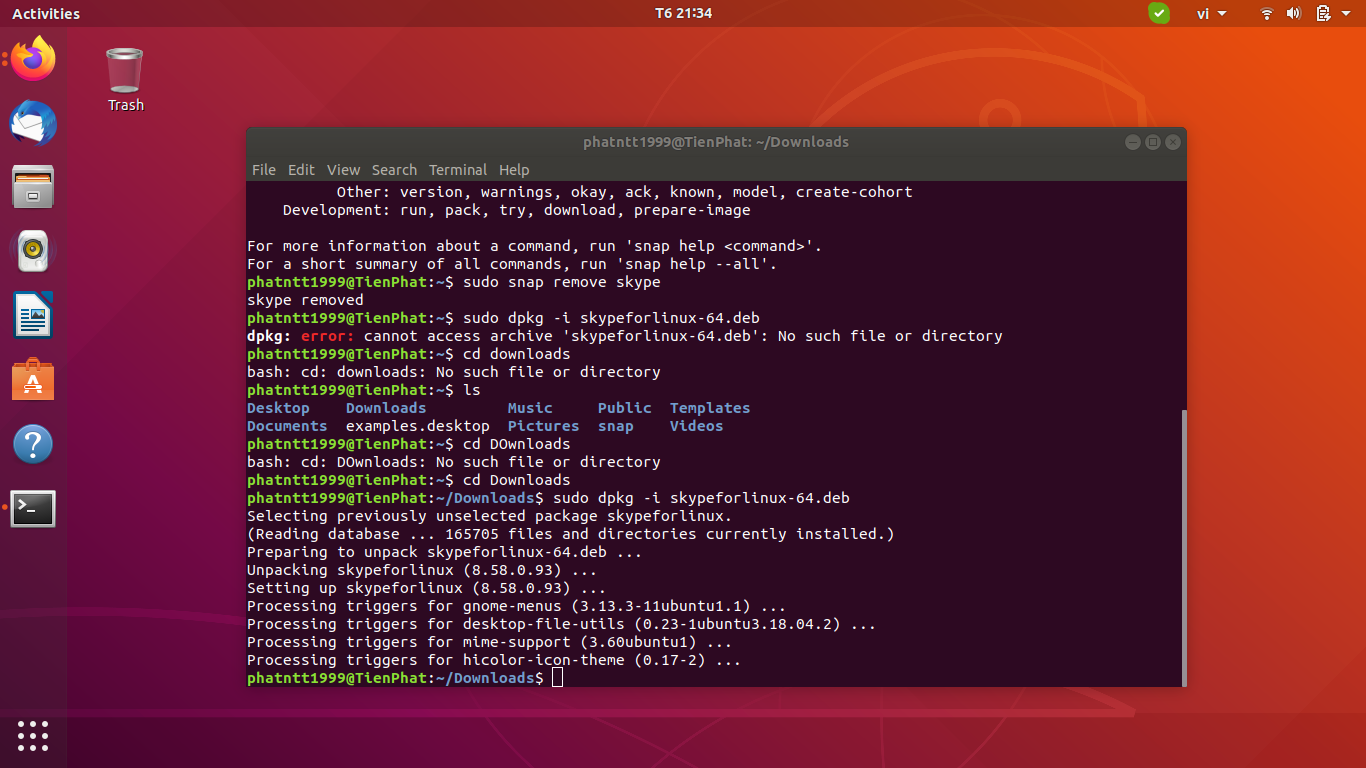 Activities
T6 21:34
vi
Trash
phatntt1999@TienPhat: ~/Downloads
File Edit View Search Terminal Help
Other: version, warnings, okay, ack, known, model, create-cohort
Development: run, pack, try, download, prepare-image
For more information about a command, run 'snap help <command>'.
For a short summary of all commands, run 'snap help --all'.
phatntt1999@TienPhat:~$ sudo snap remove skype
skype removed
phatntt1999@TienPhat:~$ sudo dpkg -i skypeforlinux-64.deb
dpkg: error: cannot access archive 'skypeforlinux-64.deb': No such file or directory
phatntt1999@TienPhat:~$ cd downloads
bash: cd: downloads: No such file or directory
phatntt1999@TienPhat:~$ ls
Desktop Downloads Music Public Templates
Documents examples.desktop Pictures snap Videos
phatntt1999@TienPhat:~$ cd DOwnloads
bash: cd: DOwnloads: No such file or directory
phatntt1999@TienPhat:~$ cd Downloads
phatntt1999@TienPhat:~/Downloads$ sudo dpkg -i skypeforlinux-64.deb
Selecting previously unselected package skypeforlinux.
(Reading database ... 165705 files and directories currently installed.)
Preparing to unpack skypeforlinux-64.deb ...
Unpacking skypeforlinux (8.58.0.93) ...
Setting up skypeforlinux (8.58.0.93) ...
Processing triggers for gnome-menus (3.13.3-11ubuntu1.1) ...
Processing triggers for desktop-file-utils (0.23-1ubuntu3.18.04.2) ...
Processing triggers for mime-support (3.60ubuntu1) ...
Processing triggers for hicolor-icon-theme (0.17-2) ...
phatntt1999@TienPhat:~/Downloads$